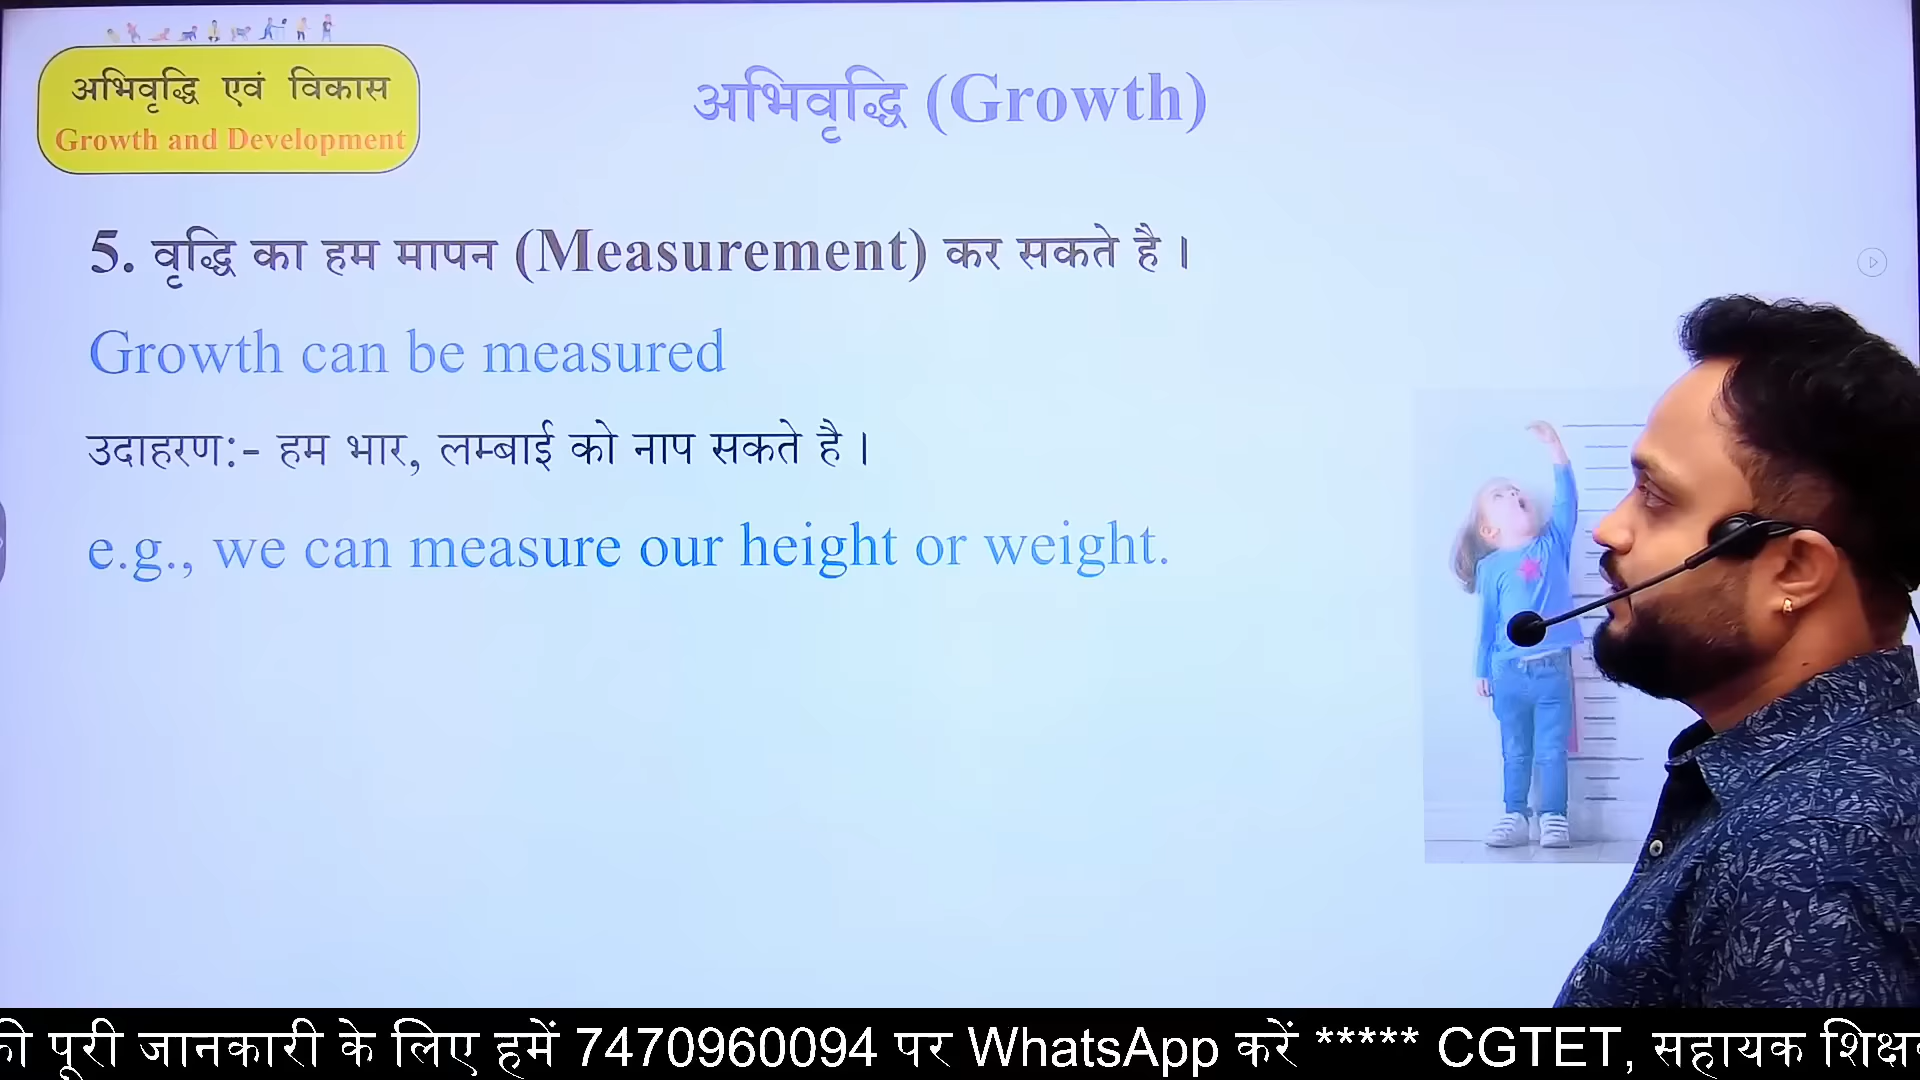 अभिवृद्धि एवं विकास
Growth and Development
अभिवृद्धि (Growth)
5. वृद्धि का हम मापन (Measurement) कर सकते है ।
Growth can be measured
उदाहरण:- हम भार, लम्बाई को नाप सकते है ।
e.g., we can measure our height or weight.
की पूरी जानकारी के लिए हमें 7470960094 पर WhatsApp करें ***** CGTET, सहायक